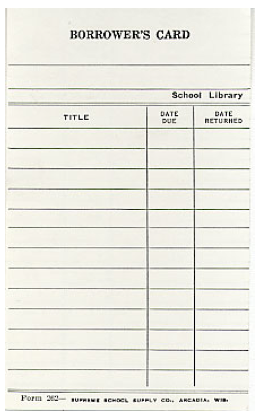 BORROWER'S CARD
School Library
TITLE
DATE DUE
DATE RETURNED
Form 262— SUPREME SCHOOL SUPPLY CO., ARCADIA, WIS.